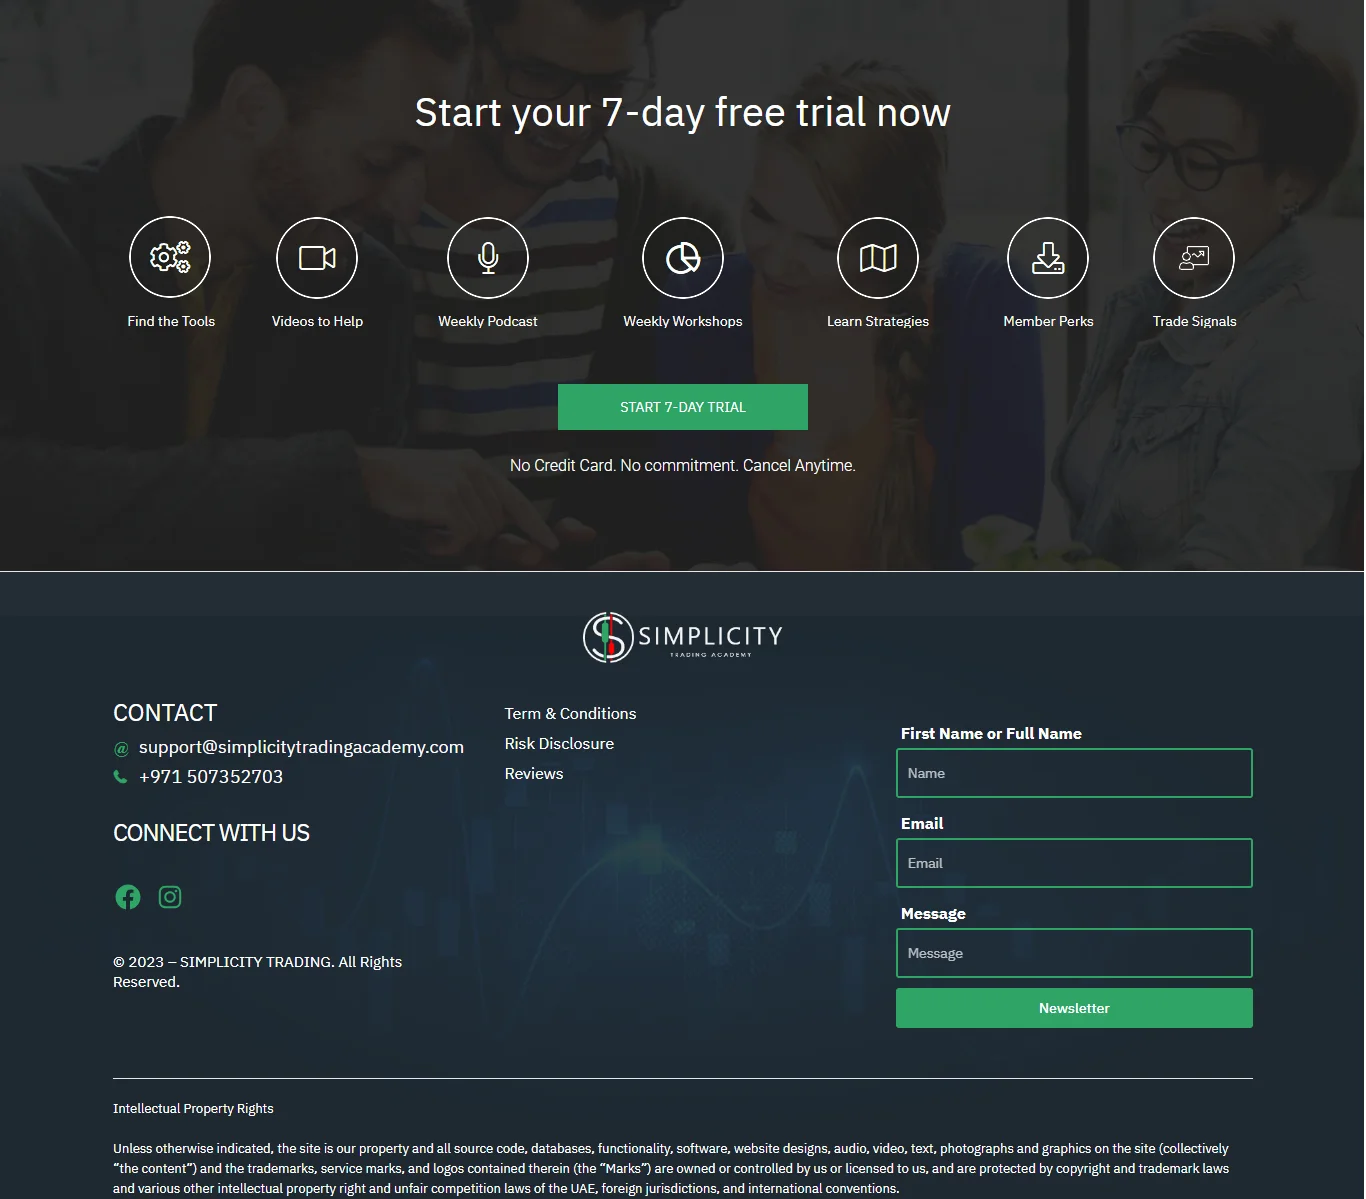 Start your 7-day free trial now
Find the Tools
Videos to Help
Weekly Podcast
Weekly Workshops
Learn Strategies
Member Perks
Trade Signals
START 7-DAY TRIAL
No Credit Card. No commitment. Cancel Anytime.
SIMPLICITY
TRADING ACADEMY
CONTACT
support@simplicitytradingacademy.com
+971 507352703
CONNECT WITH US
© 2023 – SIMPLICITY TRADING. All Rights
Reserved.
Term & Conditions
Risk Disclosure
Reviews
First Name or Full Name
Name
Email
Email
Message
Message
Newsletter
Intellectual Property Rights
Unless otherwise indicated, the site is our property and all source code, databases, functionality, software, website designs, audio, video, text, photographs and graphics on the site (collectively
“the content”) and the trademarks, service marks, and logos contained therein (the “Marks”) are owned or controlled by us or licensed to us, and are protected by copyright and trademark laws
and various other intellectual property right and unfair competition laws of the UAE, foreign jurisdictions, and international conventions.